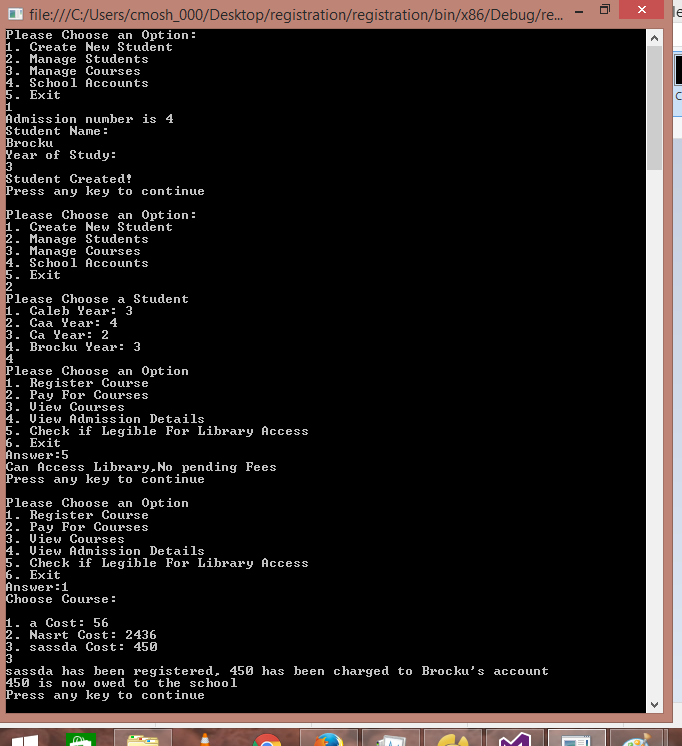 file:///C:/Users/cmosh_000/Desktop/registration/registration/bin/x86/Debug/re...
Please Choose an Option:
1. Create New Student
2. Manage Students
3. Manage Courses
4. School Accounts
5. Exit
1
Admission number is 4
Student Name:
Brocku
Year of Study:
3
Student Created!
Press any key to continue
Please Choose an Option:
1. Create New Student
2. Manage Students
3. Manage Courses
4. School Accounts
5. Exit
2
Please Choose a Student
1. Caleb Year: 3
2. Caa Year: 4
3. Ca Year: 2
4. Brocku Year: 3
4
Please Choose an Option
1. Register Course
2. Pay For Courses
3. View Courses
4. View Admission Details
5. Check if Legible For Library Access
6. Exit
Answer:5
Can Access Library,No pending Fees
Press any key to continue
Please Choose an Option
1. Register Course
2. Pay For Courses
3. View Courses
4. View Admission Details
5. Check if Legible For Library Access
6. Exit
Answer:1
Choose Course:
1. a Cost: 56
2. Nasrt Cost: 2436
3. sassda Cost: 450
3
sassda has been registered, 450 has been charged to Brocku's account
450 is now owed to the school
Press any key to continue